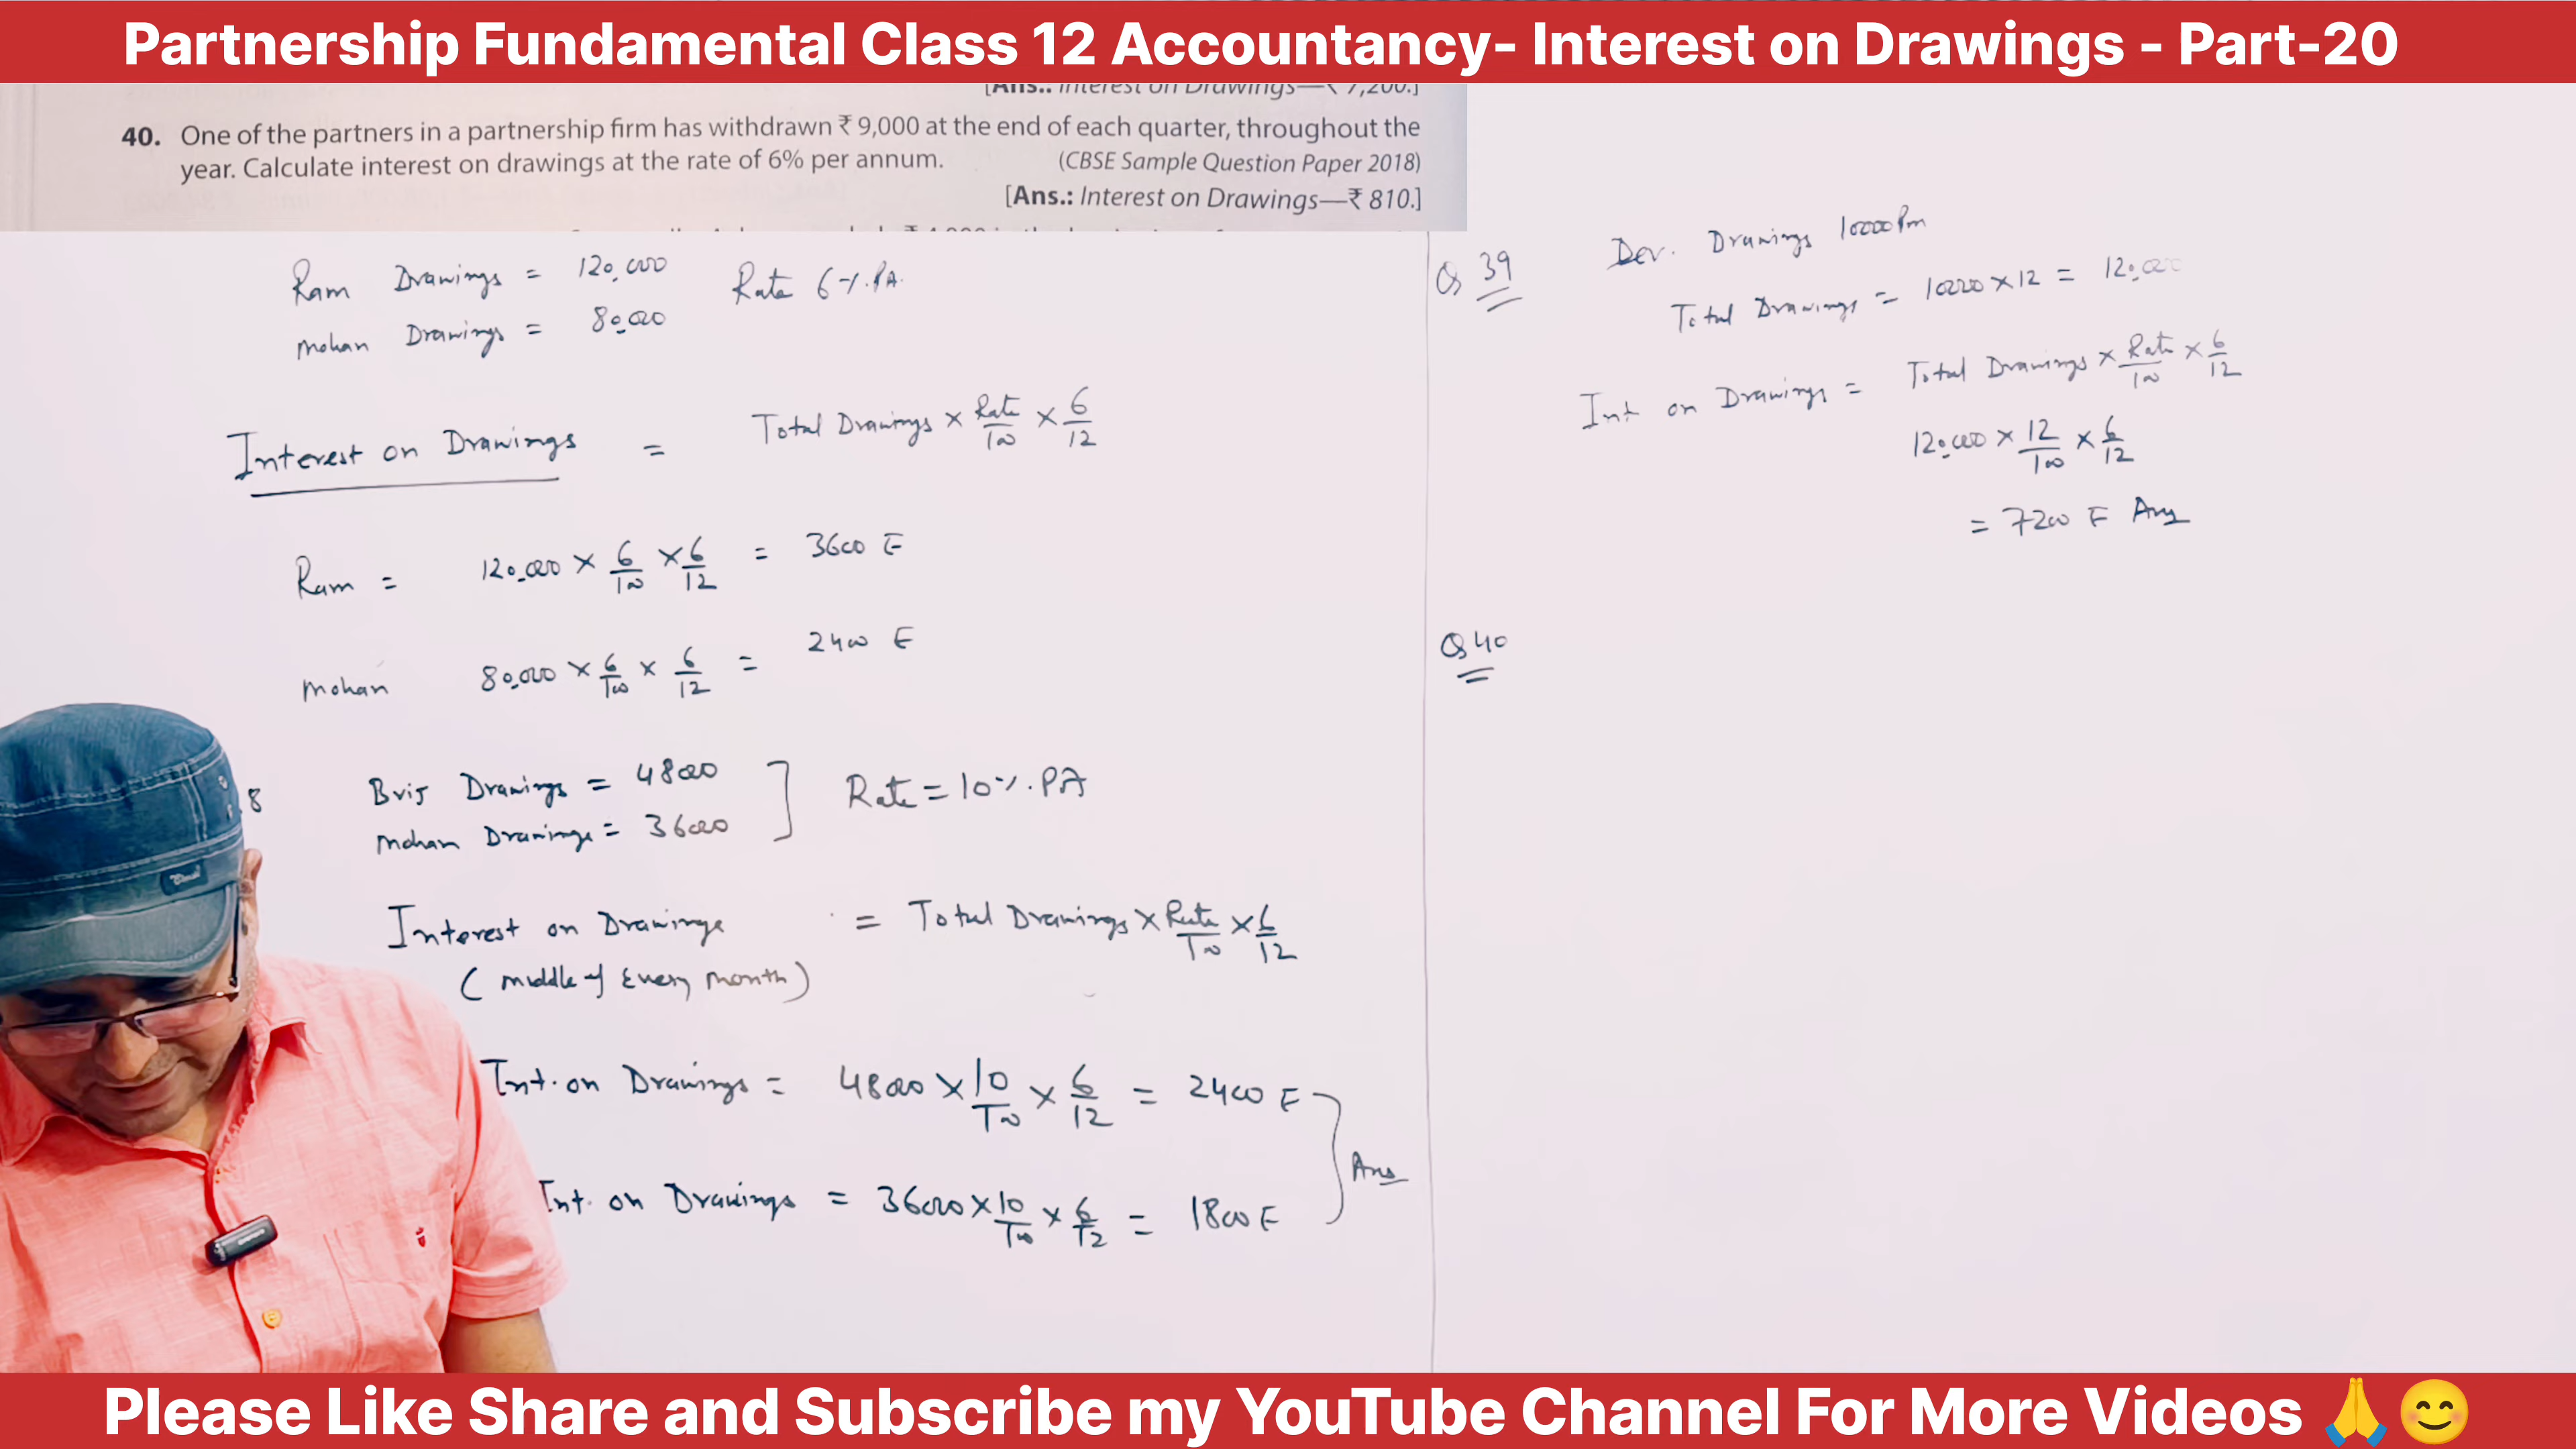 Partnership Fundamental Class 12 Accountancy- Interest on Drawings - Part-20
[Ans.: Interest on Drawings—₹ 7,200.]
40. One of the partners in a partnership firm has withdrawn ₹ 9,000 at the end of each quarter, throughout the
year. Calculate interest on drawings at the rate of 6% per annum. (CBSE Sample Question Paper 2018)
[Ans.: Interest on Drawings—₹ 810.]
Ram Drawings = 120,000 Rate 6%.PA.
Mohan Drawings = 80,000
Interest on Drawings = Total Drawings × Rate/100 × 6/12
Ram = 120,000 × 6/100 × 6/12 = 3600 F
Mohan 80,000 × 6/100 × 6/12 = 2400 F
8 Brij Drawings = 48000 ] Rate = 10%.PA
Mohan Drawings = 36000
Interest on Drawings = Total Drawings × Rate/100 × 6/12
(middle of Every month)
Int. on Drawings = 48000 × 10/100 × 6/12 = 2400 F
Int. on Drawings = 36000 × 10/100 × 6/12 = 1800 F
Ans
Q 39 Dev. Drawings 10000 Pm
Total Drawings = 10000 × 12 = 120,000
Int on Drawings = Total Drawings × Rate/100 × 6/12
120,000 × 12/100 × 6/12
= 7200 F Ans
Q 40
Please Like Share and Subscribe my YouTube Channel For More Videos 🙏😊